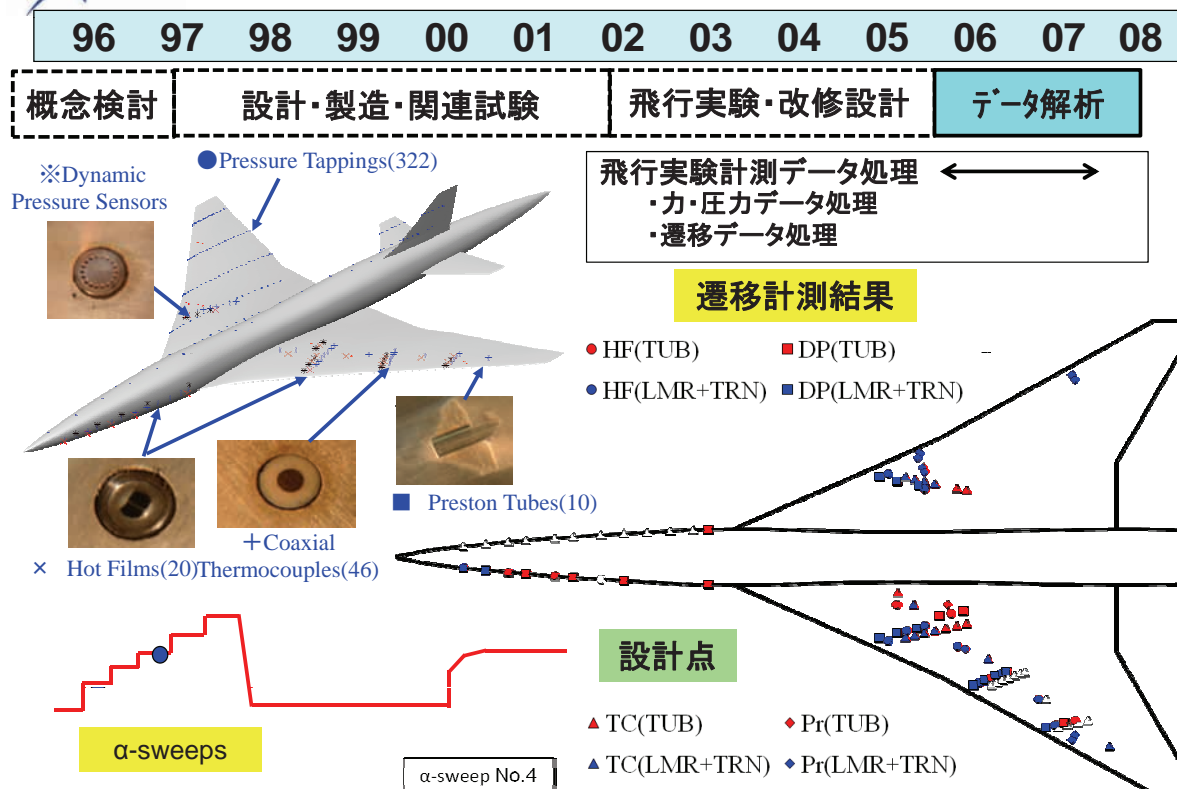 96 97 98 99 00 01 02 03 04 05 06 07 08
概念検討
設計・製造・関連試験
飛行実験・改修設計
データ解析
●Pressure Tappings(322)
※Dynamic
Pressure Sensors
飛行実験計測データ処理
・力・圧力データ処理
・遷移データ処理
遷移計測結果
HF(TUB) DP(TUB)
HF(LMR+TRN) DP(LMR+TRN)
■ Preston Tubes(10)
+Coaxial
× Hot Films(20)Thermocouples(46)
設計点
α-sweeps
TC(TUB) Pr(TUB)
TC(LMR+TRN) Pr(LMR+TRN)
α-sweep No.4